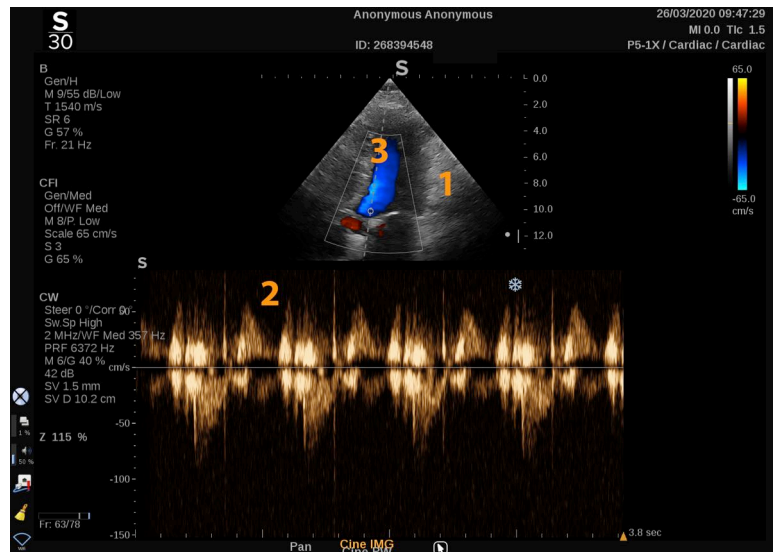 S
30
Anonymous Anonymous
ID: 268394548
26/03/2020 09:47:29
MI 0.0 TIc 1.5
P5-1X / Cardiac / Cardiac
B
Gen/H
M 9/55 dB/Low
T 1540 m/s
SR 6
G 57 %
Fr. 21 Hz
CFI
Gen/Med
Off/WF Med
M 8/P. Low
Scale 65 cm/s
S 3
G 65 %
CW
Steer 0 °/Corr 0
Sw.Sp High
2 MHz/WF Med 357 Hz
PRF 6372 Hz
M 6/G 40 %
42 dB
SV 1.5 mm
SV D 10.2 cm
Z 115 %
1 %
50 %
Fr: 63/78
S
0.0
2.0
4.0
6.0
8.0
10.0
12.0
3
1
65.0
-65.0
cm/s
S
2
cm/s
-50
-100
-150
3.8 sec
Pan
Cine IMG